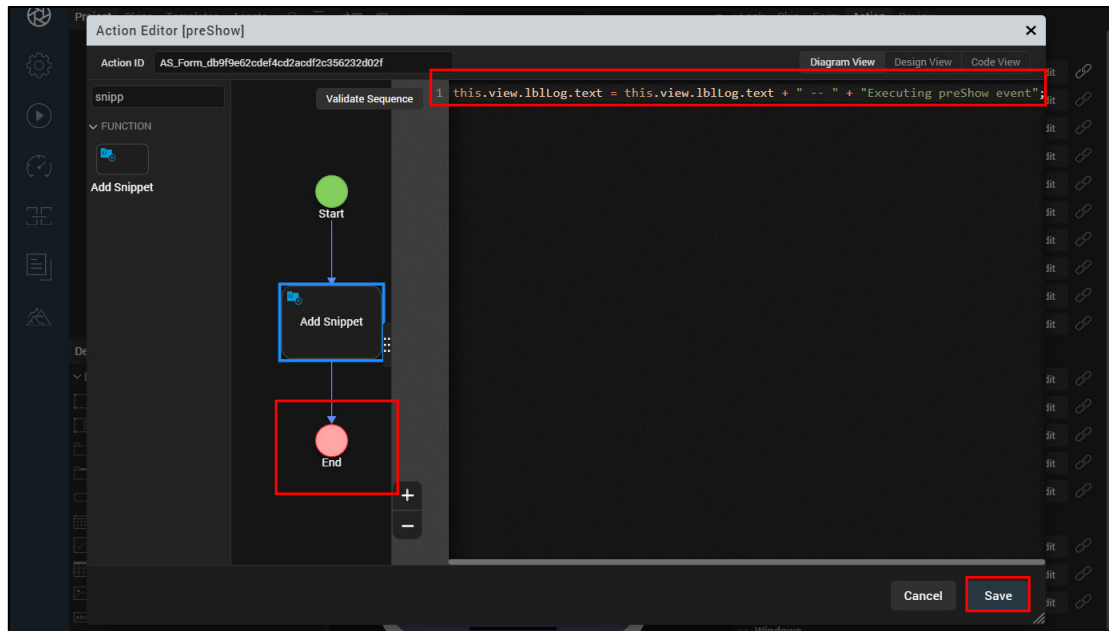 Action Editor [preShow]
Action ID AS_Form_db9f9e62cdef4cd2acdf2c356232d02f
Diagram View Design View Code View
snipp
Validate Sequence
1 this.view.lblLog.text = this.view.lblLog.text + " -- " + "Executing preShow event";
FUNCTION
Add Snippet
Start
Add Snippet
End
+
−
Cancel Save